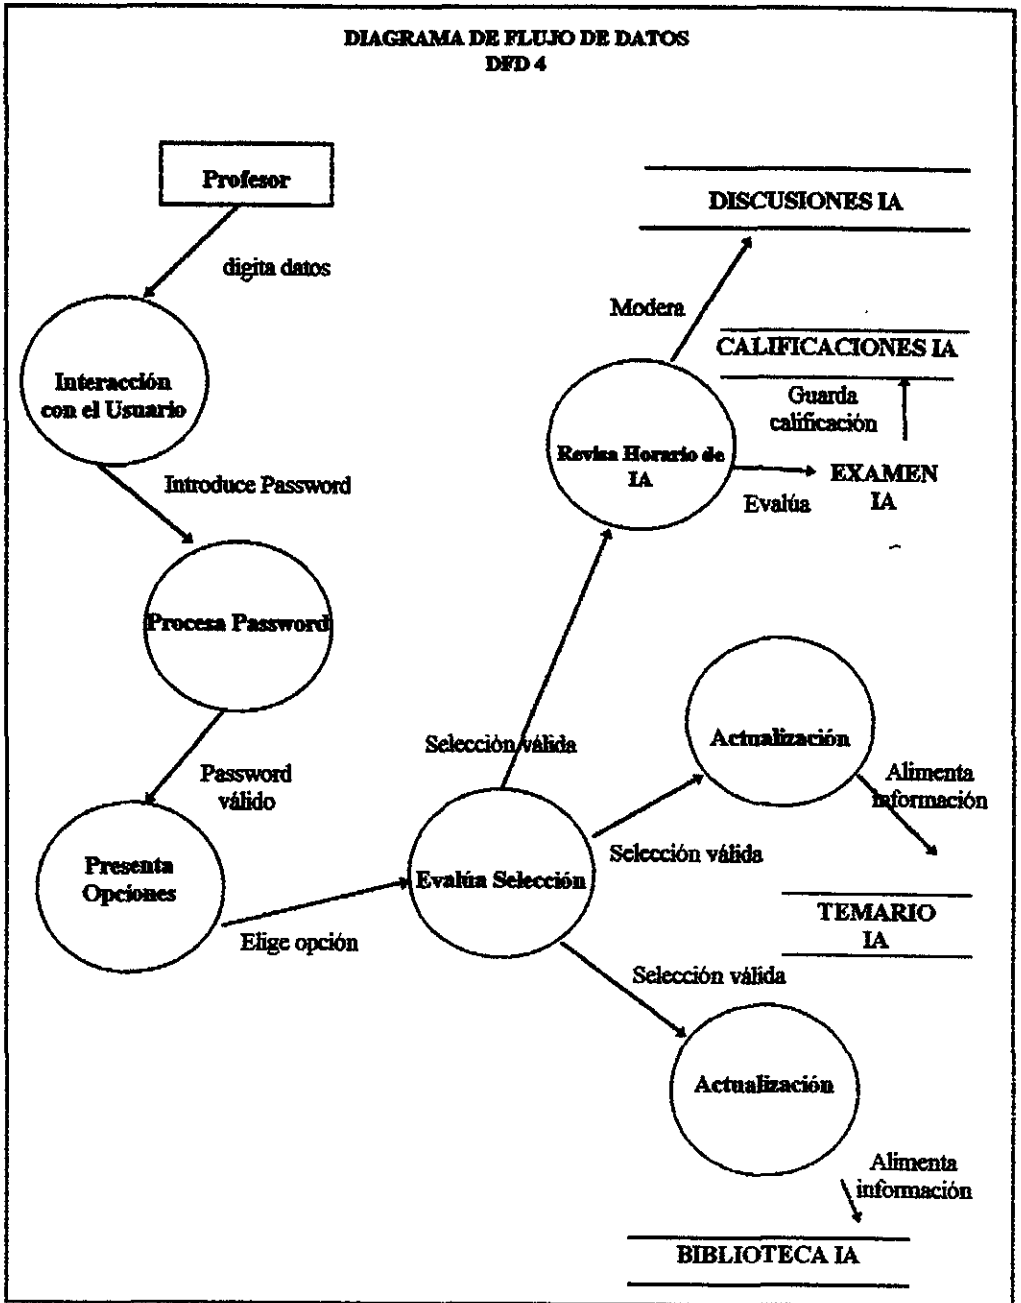 DIAGRAMA DE FLUJO DE DATOS
DFD 4
Profesor
digita datos
Interacción
con el Usuario
Introduce Password
Procesa Password
Password
válido
Presenta
Opciones
Elige opción
Evalúa Selección
Selección válida
Revisa Horario de
IA
Modera
DISCUSIONES IA
CALIFICACIONES IA
Guarda
calificación
EXAMEN
IA
Evalúa
Selección válida
Actualización
Alimenta
información
TEMARIO
IA
Selección válida
Actualización
Alimenta
información
BIBLIOTECA IA